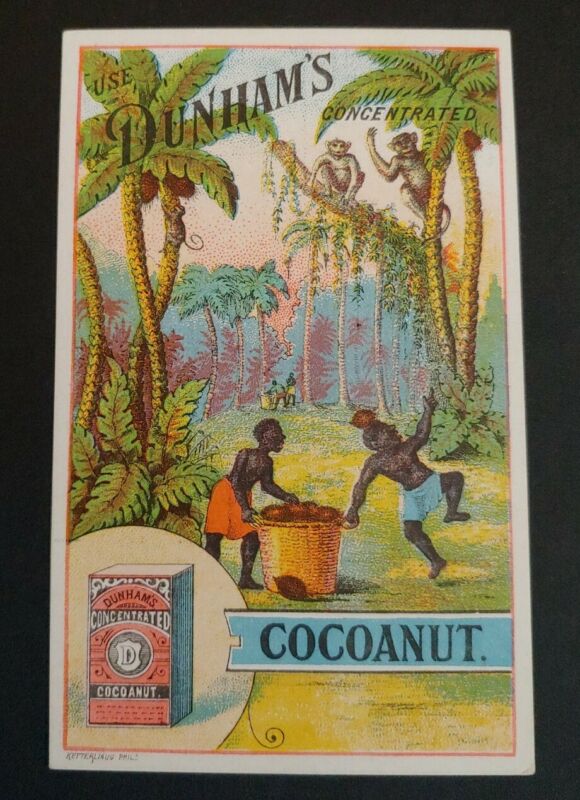 USE
DUNHAM'S
CONCENTRATED
COCOANUT.
DUNHAM'S
CONCENTRATED
D
COCOANUT.
KETTERLINUS PHILA